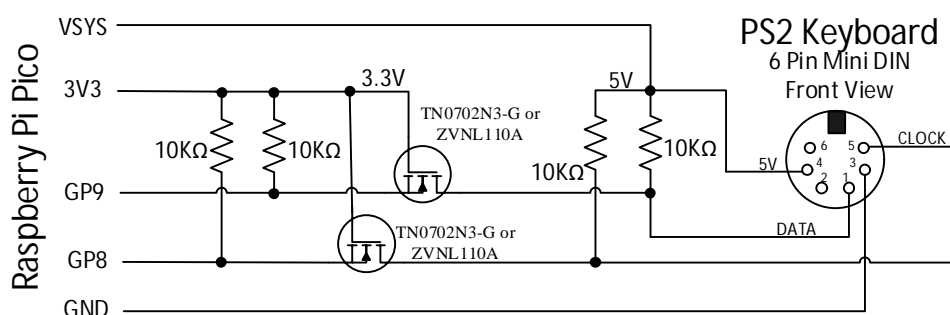 Raspberry Pi Pico
VSYS
3V3
GP9
GP8
GND
3.3V
10KΩ
10KΩ
TN0702N3-G or
ZVNL110A
TN0702N3-G or
ZVNL110A
5V
10KΩ
10KΩ
PS2 Keyboard
6 Pin Mini DIN
Front View
6
5
4
3
2
1
CLOCK
5V
DATA